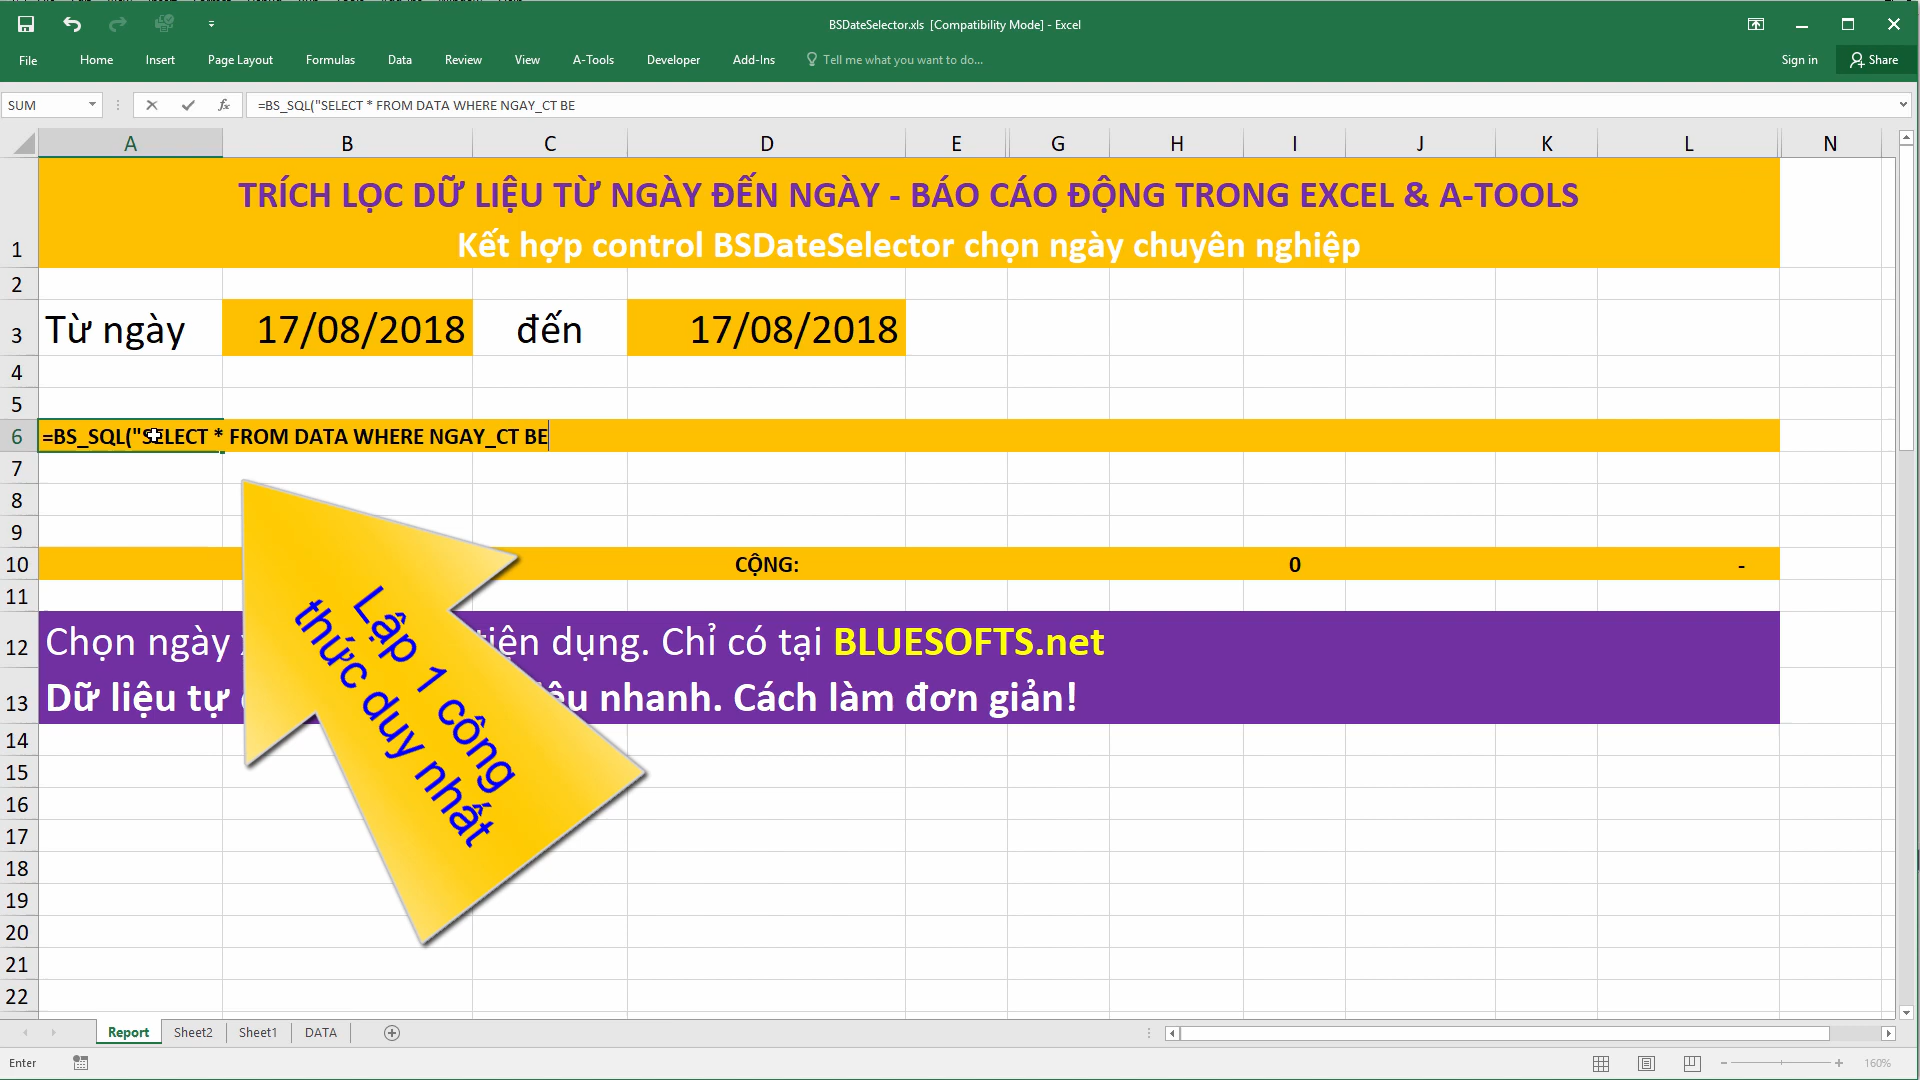 BSDateSelector.xls [Compatibility Mode] - Excel
File Home Insert Page Layout Formulas Data Review View A-Tools Developer Add-Ins Tell me what you want to do... Sign in Share
SUM fx =BS_SQL("SELECT * FROM DATA WHERE NGAY_CT BE
A B C D E G H I J K L N
TRÍCH LỌC DỮ LIỆU TỪ NGÀY ĐẾN NGÀY - BÁO CÁO ĐỘNG TRONG EXCEL & A-TOOLS
1 Kết hợp control BSDateSelector chọn ngày chuyên nghiệp
2
3 Từ ngày 17/08/2018 đến 17/08/2018
4
5
6 =BS_SQL("SELECT * FROM DATA WHERE NGAY_CT BE
7
8
9
10 CỘNG: 0 -
11
12 Chọn ngày tiện dụng. Chỉ có tại BLUESOFTS.net
13 Dữ liệu tự nhanh. Cách làm đơn giản!
Lập 1 công
thức duy nhất
14
15
16
17
18
19
20
21
22
Report Sheet2 Sheet1 DATA
Enter 160%